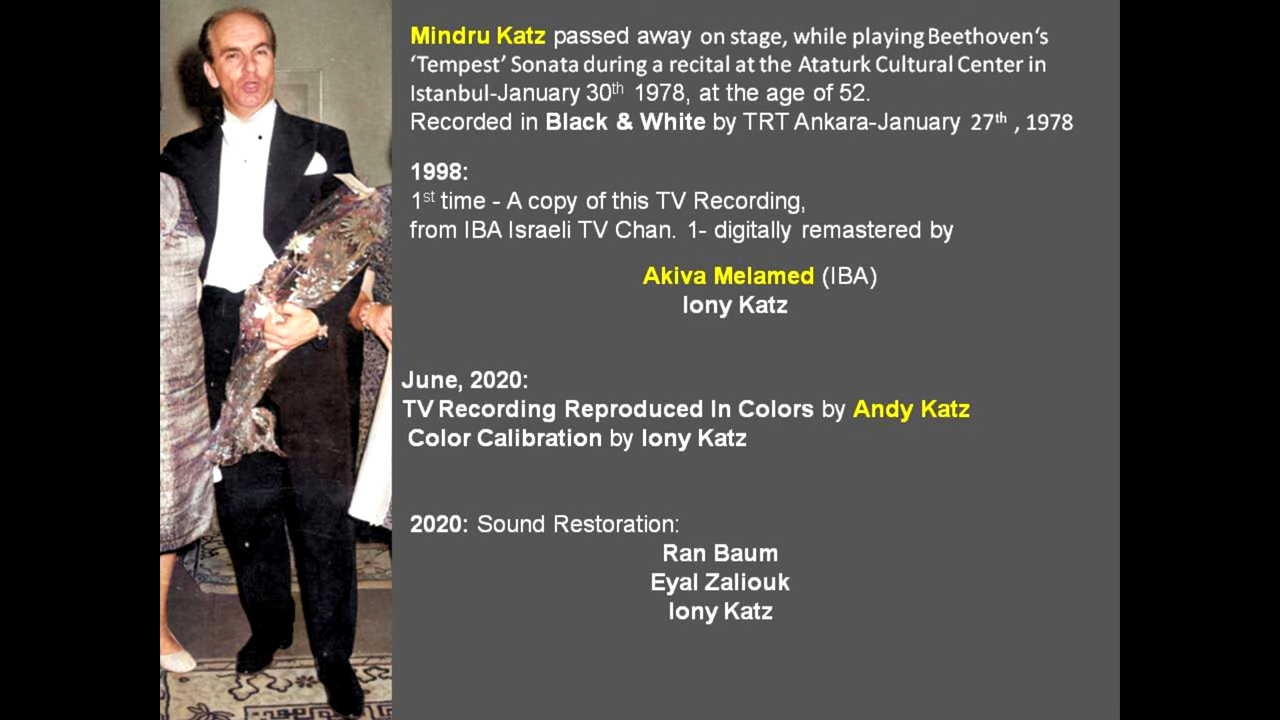 Mindru Katz passed away on stage, while playing Beethoven‘s
‘Tempest’ Sonata during a recital at the Ataturk Cultural Center in
Istanbul-January 30th 1978, at the age of 52.
Recorded in Black & White by TRT Ankara-January 27th , 1978
1998:
1st time - A copy of this TV Recording,
from IBA Israeli TV Chan. 1- digitally remastered by
Akiva Melamed (IBA)
Iony Katz
June, 2020:
TV Recording Reproduced In Colors by Andy Katz
Color Calibration by Iony Katz
2020: Sound Restoration:
Ran Baum
Eyal Zaliouk
Iony Katz